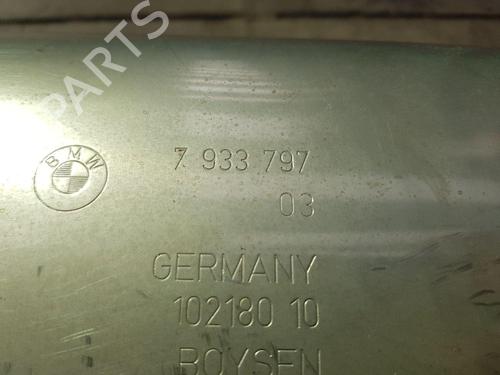 B-PARTS
BMW
7 933 797
03
GERMANY
102180 10
BOYSEN